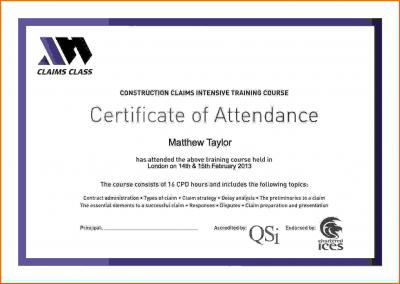 CLAIMS CLASS
CONSTRUCTION CLAIMS INTENSIVE TRAINING COURSE
Certificate of Attendance
Matthew Taylor
has attended the above training course held in
London on 14th & 15th February 2013
The course consists of 16 CPD hours and includes the following topics:
Contract administration • Types of claim • Claim strategy • Delay analysis • The preliminaries to a claim
The essential elements to a successful claim • Responses • Disputes • Claim preparation and presentation
Principal: Accredited by: QSi Endorsed by: chartered ices